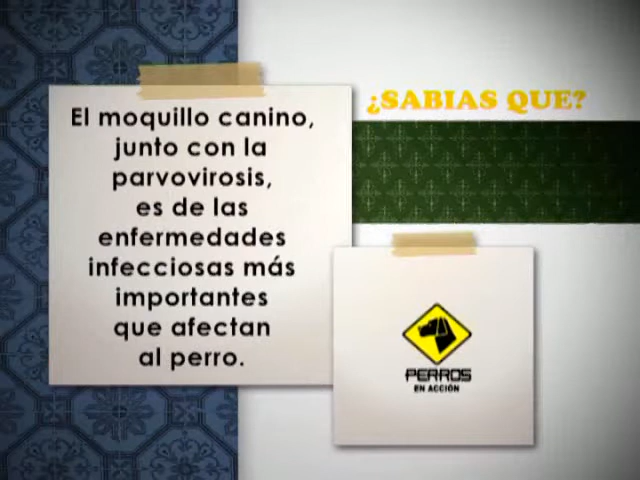 ¿SABIAS QUE?
El moquillo canino,
junto con la
parvovirosis,
es de las
enfermedades
infecciosas más
importantes
que afectan
al perro.
PERROS
EN ACCIÓN